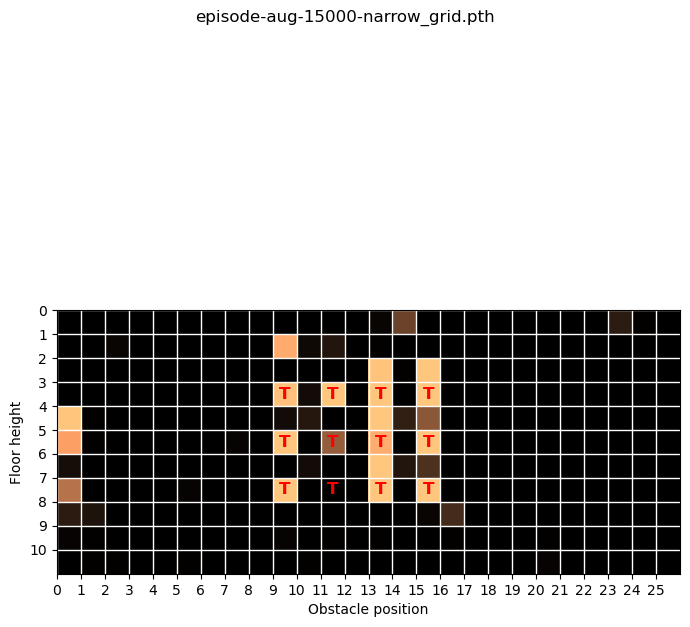 episode-aug-15000-narrow_grid.pth
0
1
2
3
T T T T
4
5
T T T T
6
7
T T T T
8
9
10
Floor height
0 1 2 3 4 5 6 7 8 9 10 11 12 13 14 15 16 17 18 19 20 21 22 23 24 25
Obstacle position